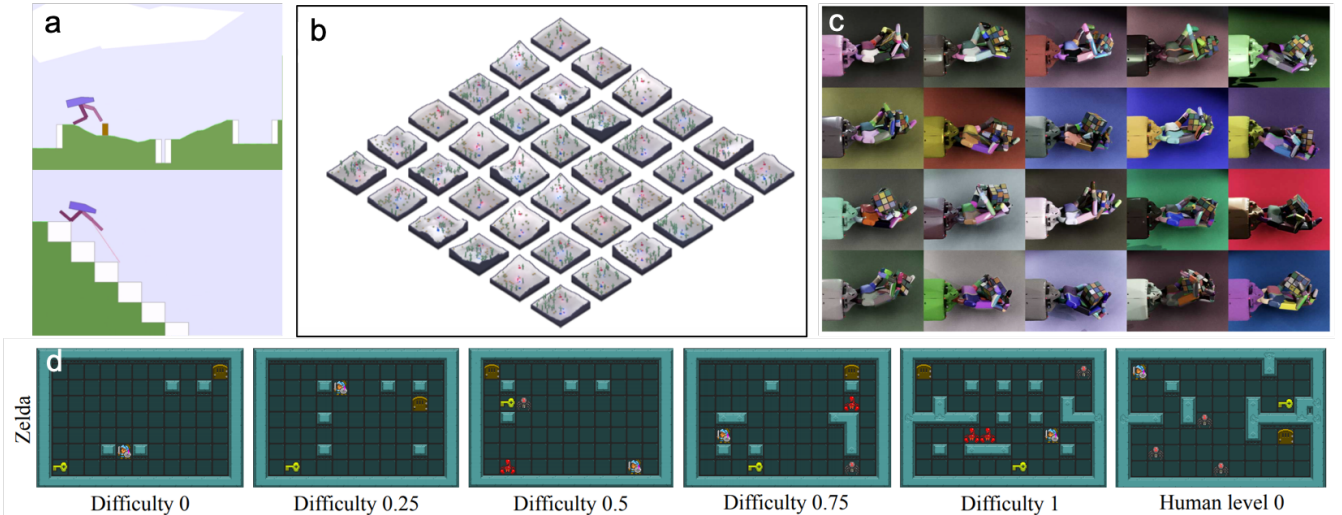 a
b
c
d
Zelda
Difficulty 0
Difficulty 0.25
Difficulty 0.5
Difficulty 0.75
Difficulty 1
Human level 0